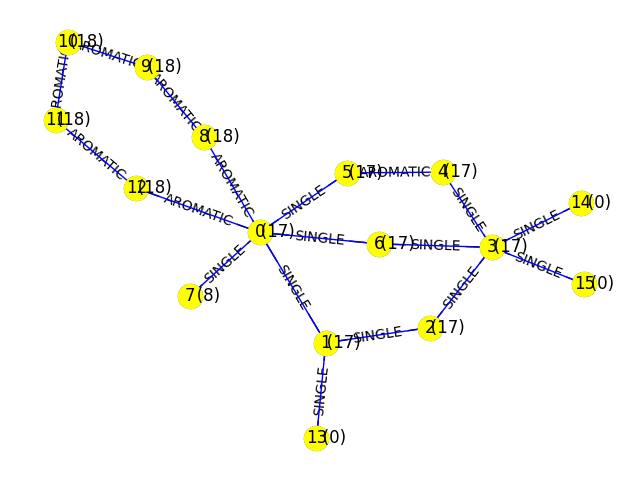 10(18)
AROMATIC
9(18)
AROMATIC
AROMATIC
11(18)
8(18)
AROMATIC
AROMATIC
12(18)
AROMATIC
5(17)
AROMATIC
4(17)
SINGLE
SINGLE
14(0)
SINGLE
0(17)
SINGLE
6(17)
SINGLE
3(17)
SINGLE
15(0)
SINGLE
7(8)
SINGLE
SINGLE
2(17)
1(17)
SINGLE
SINGLE
13(0)